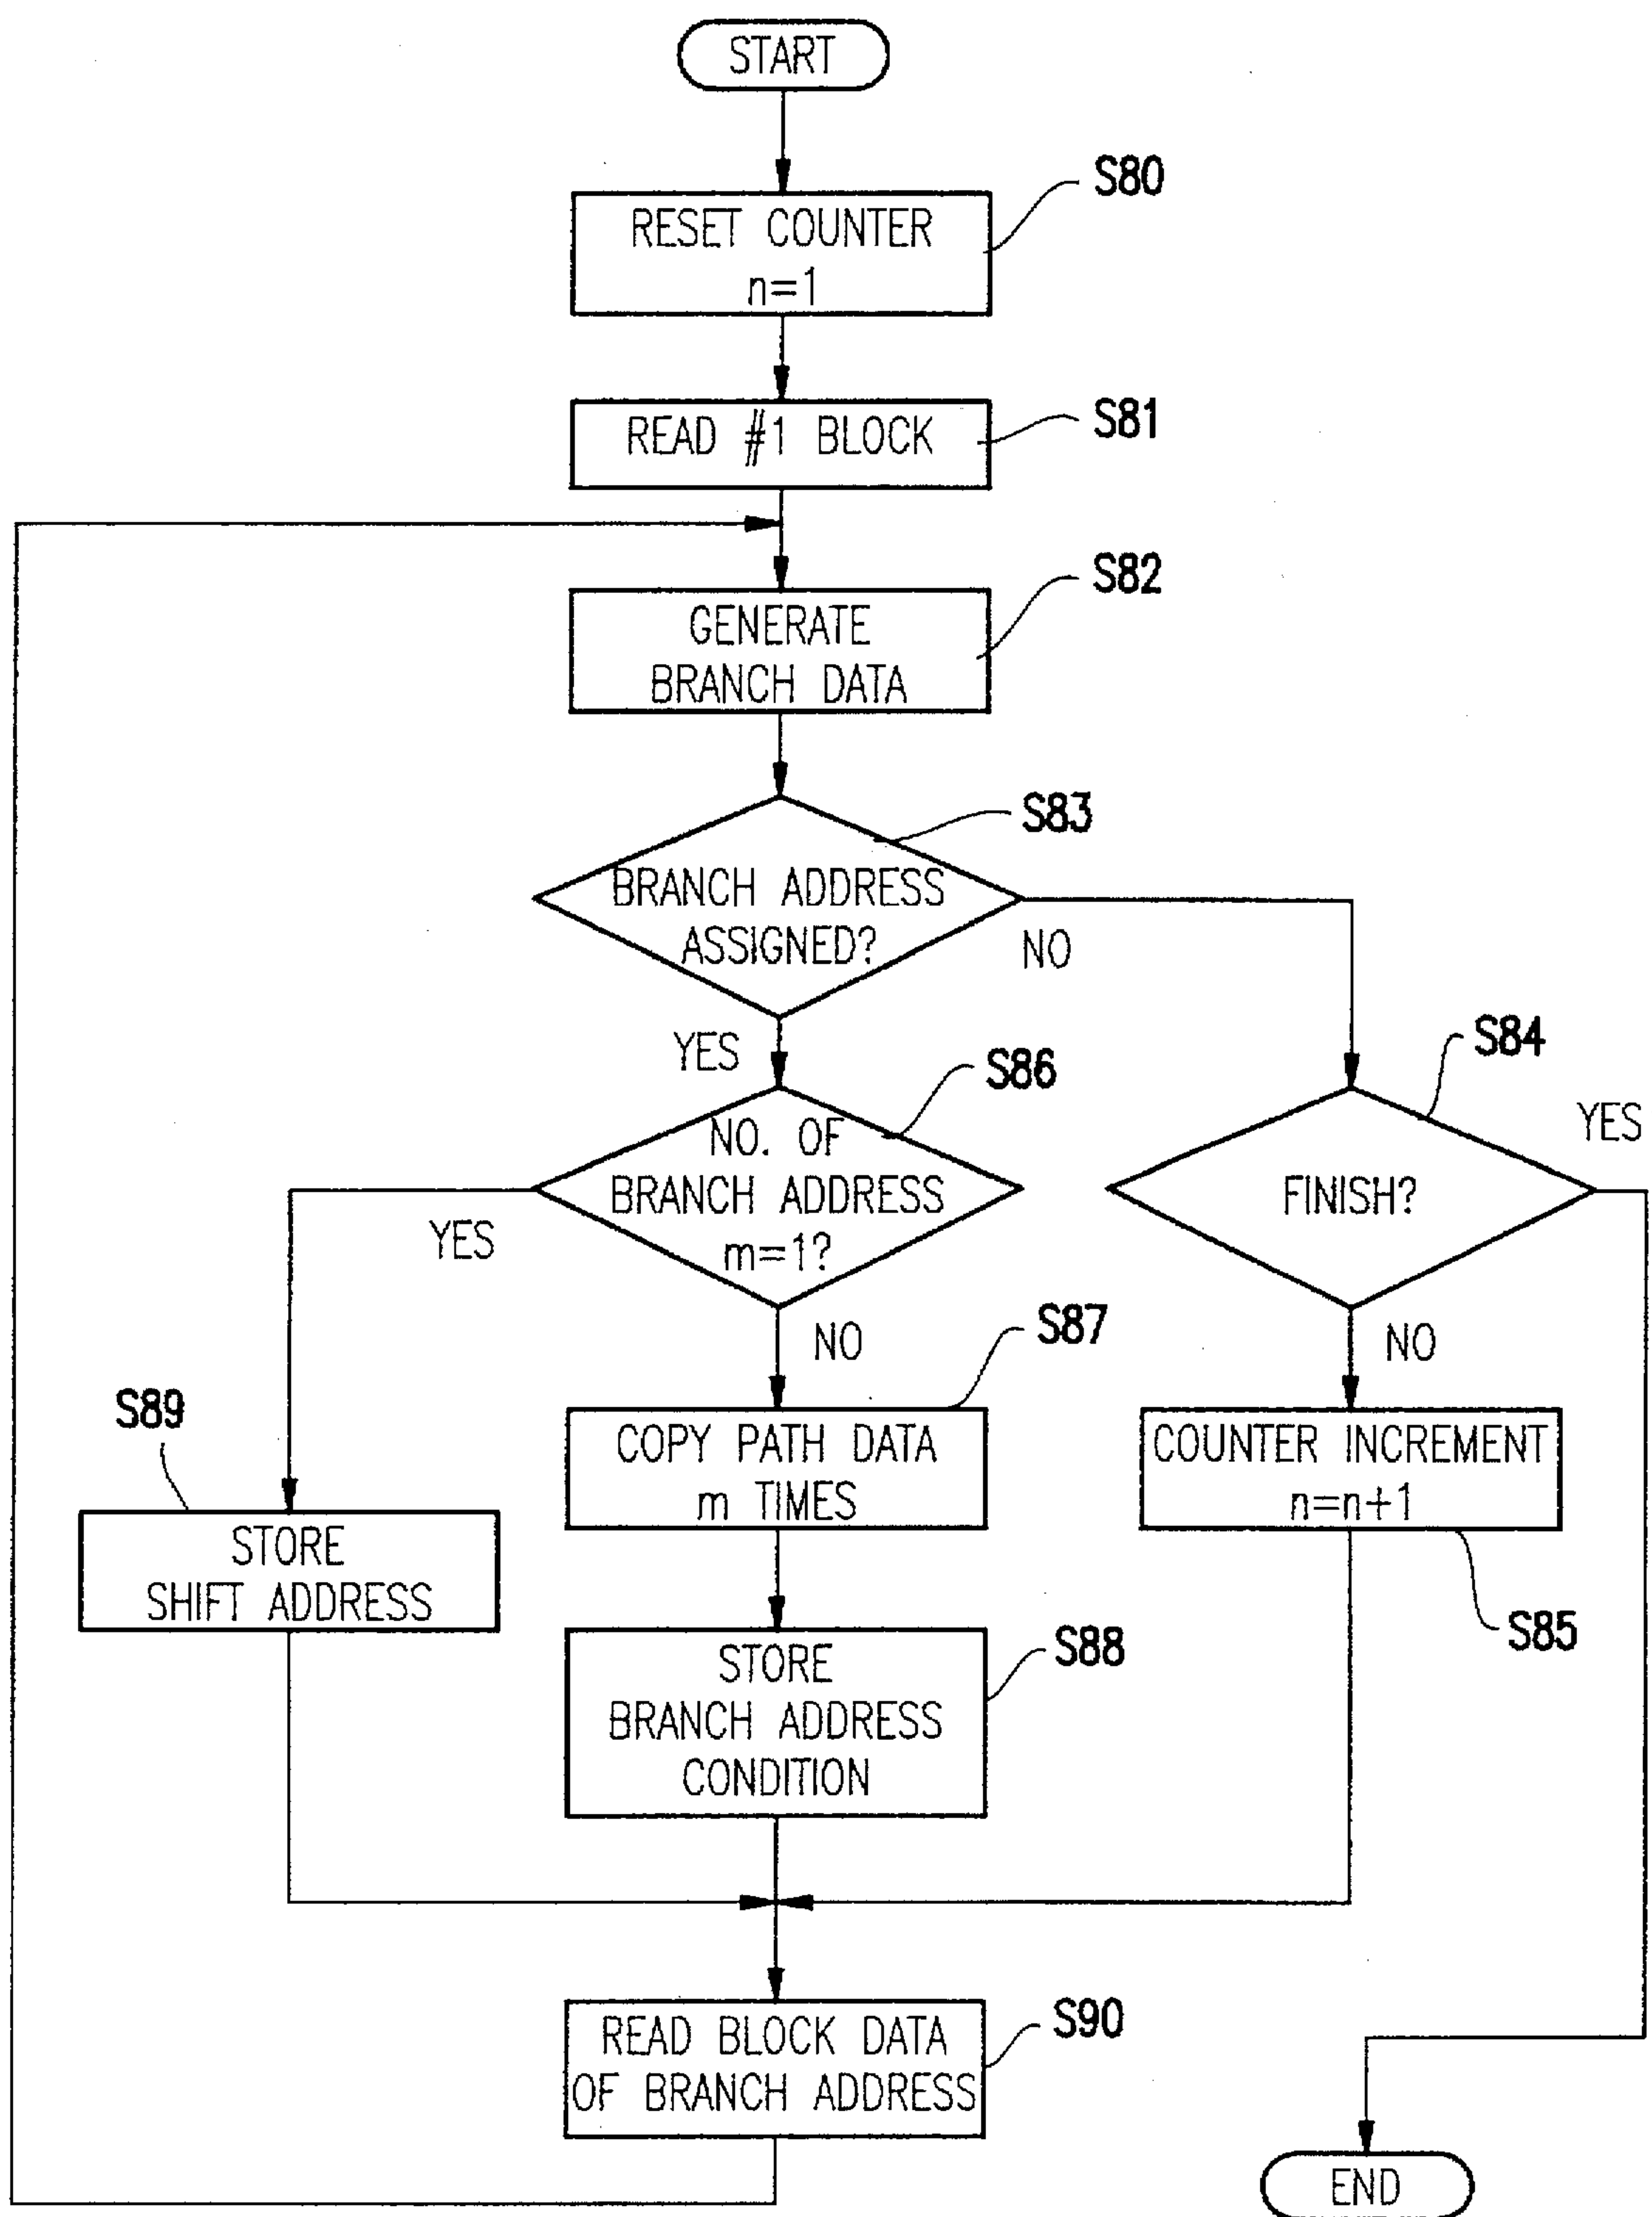 START
S80
RESET COUNTER
n=1
S81
READ #1 BLOCK
S82
GENERATE
BRANCH DATA
S83
BRANCH ADDRESS
ASSIGNED?
NO
YES
S84
S86
YES
NO. OF
BRANCH ADDRESS
m=1?
FINISH?
YES
NO
NO
S87
S89
COPY PATH DATA
m TIMES
COUNTER INCREMENT
n=n+1
STORE
SHIFT ADDRESS
S85
S88
STORE
BRANCH ADDRESS
CONDITION
S90
READ BLOCK DATA
OF BRANCH ADDRESS
END